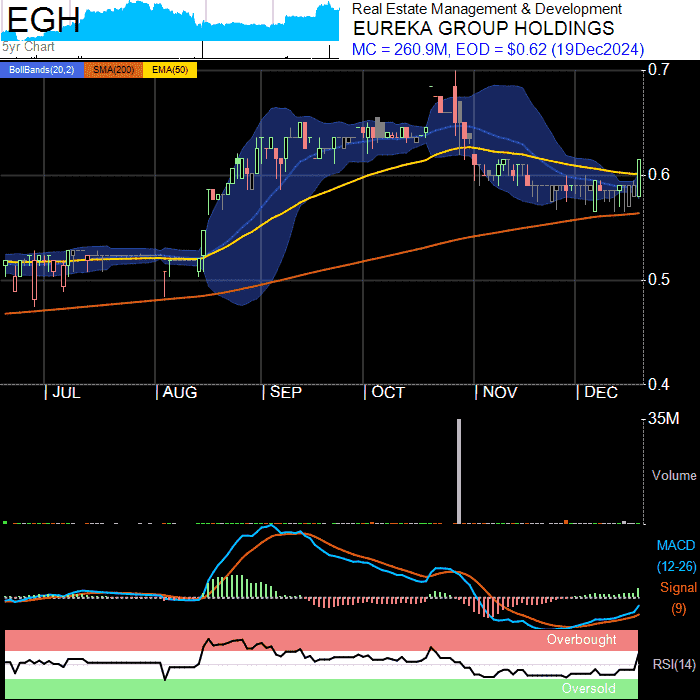 EGH
5yr Chart
Real Estate Management & Development
EUREKA GROUP HOLDINGS
MC = 260.9M, EOD = $0.62 (19Dec2024)
BollBands(20,2) SMA(200) EMA(50)
0.7
0.6
0.5
0.4
JUL AUG SEP OCT NOV DEC
35M
Volume
MACD
(12-26)
Signal
(9)
Overbought
RSI(14)
Oversold